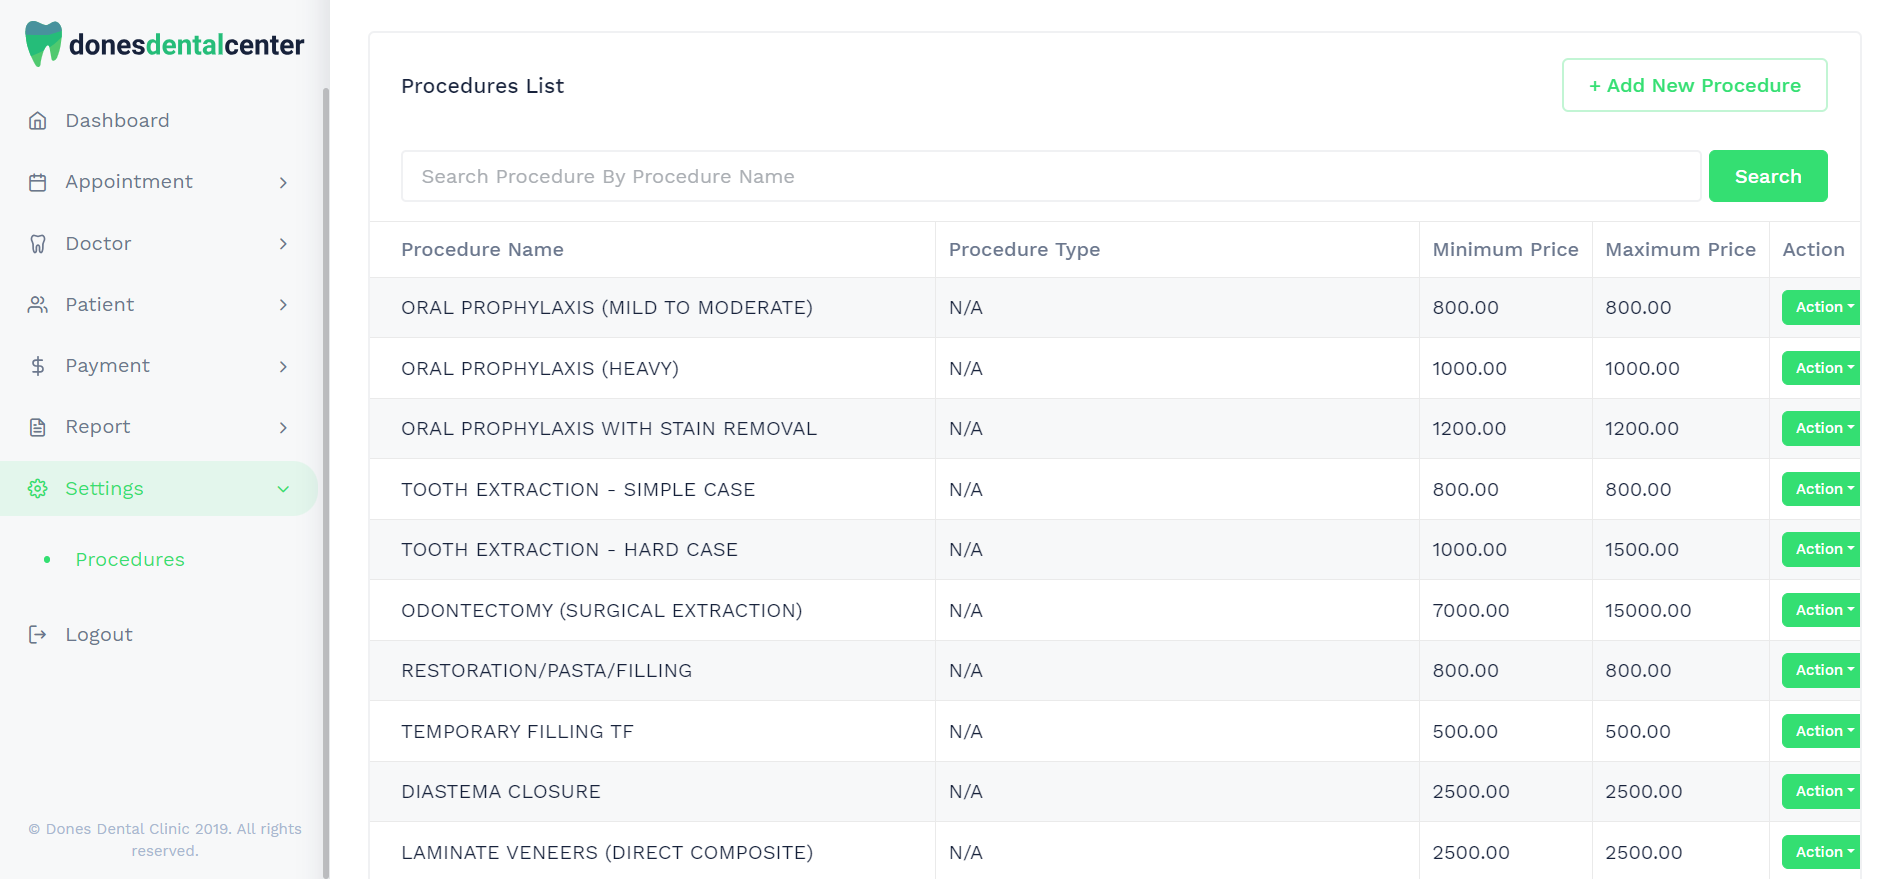 donesdentalcenter
Dashboard
Appointment
Doctor
Patient
Payment
Report
Settings
Procedures
Logout
© Dones Dental Clinic 2019. All rights
reserved.
Procedures List
+ Add New Procedure
Search Procedure By Procedure Name
Search
Procedure Name Procedure Type Minimum Price Maximum Price Action
ORAL PROPHYLAXIS (MILD TO MODERATE) N/A 800.00 800.00 Action
ORAL PROPHYLAXIS (HEAVY) N/A 1000.00 1000.00 Action
ORAL PROPHYLAXIS WITH STAIN REMOVAL N/A 1200.00 1200.00 Action
TOOTH EXTRACTION - SIMPLE CASE N/A 800.00 800.00 Action
TOOTH EXTRACTION - HARD CASE N/A 1000.00 1500.00 Action
ODONTECTOMY (SURGICAL EXTRACTION) N/A 7000.00 15000.00 Action
RESTORATION/PASTA/FILLING N/A 800.00 800.00 Action
TEMPORARY FILLING TF N/A 500.00 500.00 Action
DIASTEMA CLOSURE N/A 2500.00 2500.00 Action
LAMINATE VENEERS (DIRECT COMPOSITE) N/A 2500.00 2500.00 Action